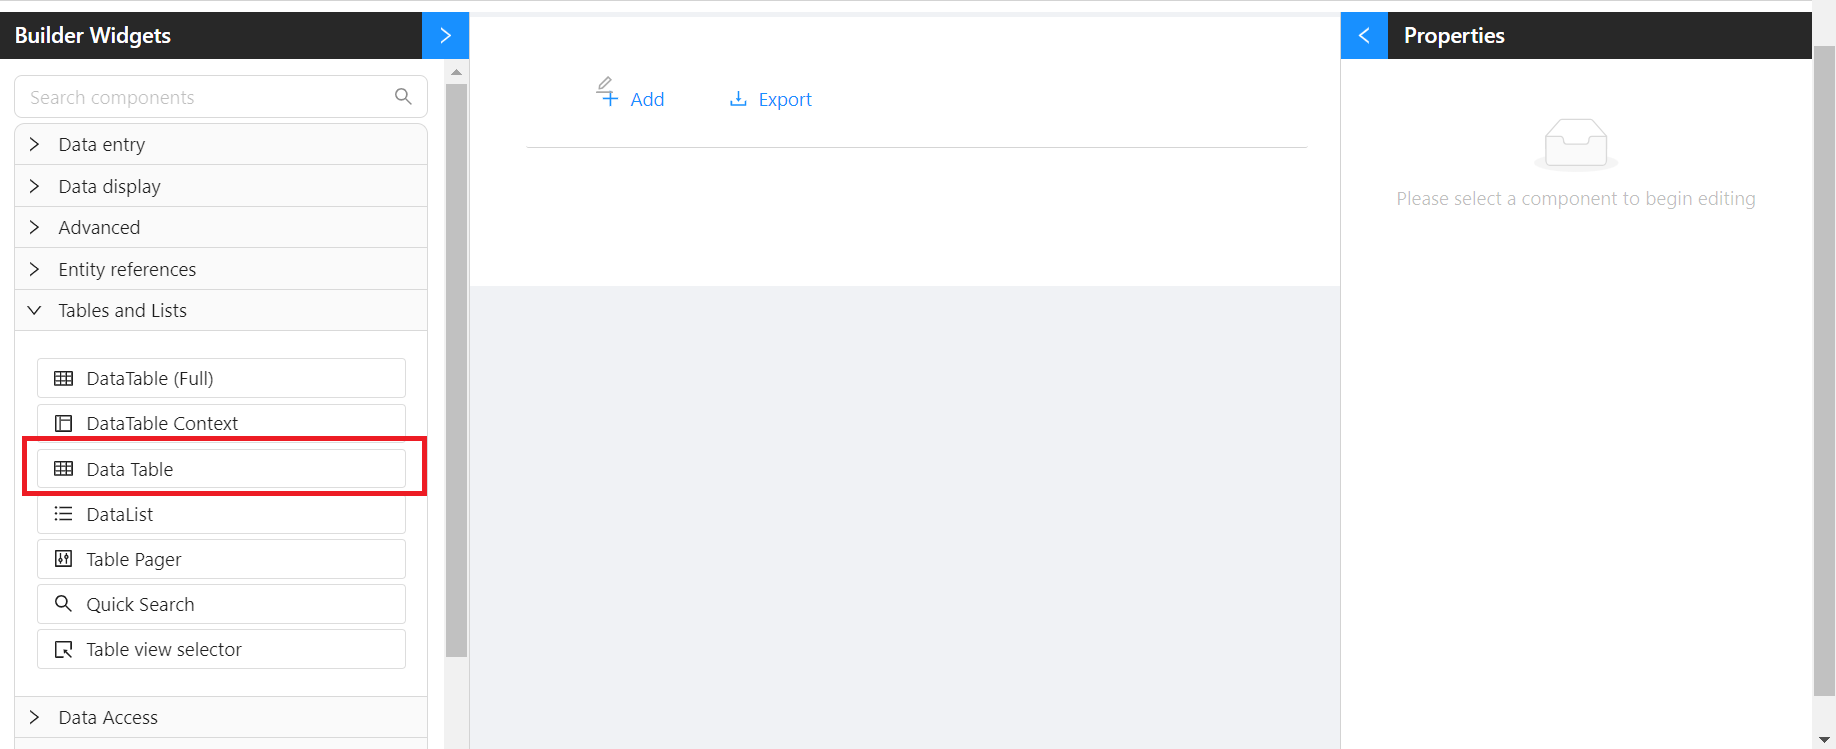 Builder Widgets
Search components
Data entry
Data display
Advanced
Entity references
Tables and Lists
DataTable (Full)
DataTable Context
Data Table
DataList
Table Pager
Quick Search
Table view selector
Data Access
Add Export
Properties
Please select a component to begin editing